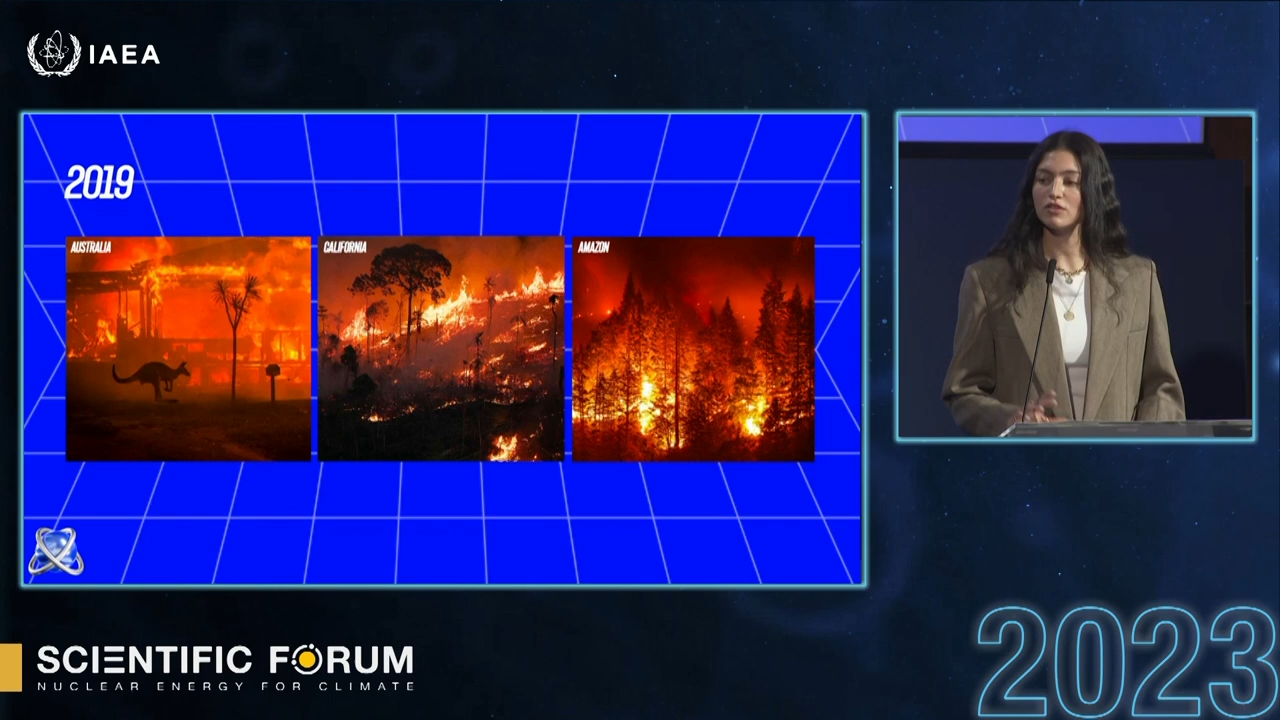 IAEA
2019
AUSTRALIA
CALIFORNIA
AMAZON
SCIENTIFIC FORUM
NUCLEAR ENERGY FOR CLIMATE
2023